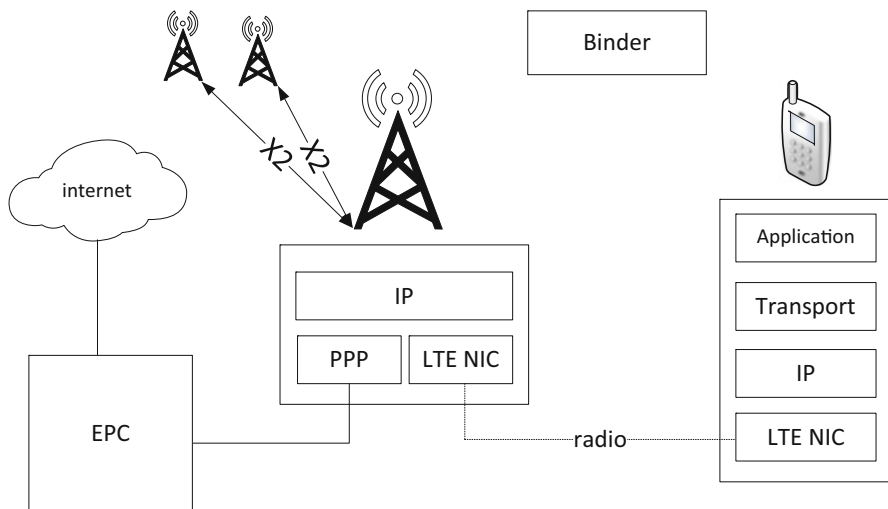 Binder
X2
X2
internet
Application
IP
Transport
PPP
LTE NIC
IP
EPC
radio
LTE NIC